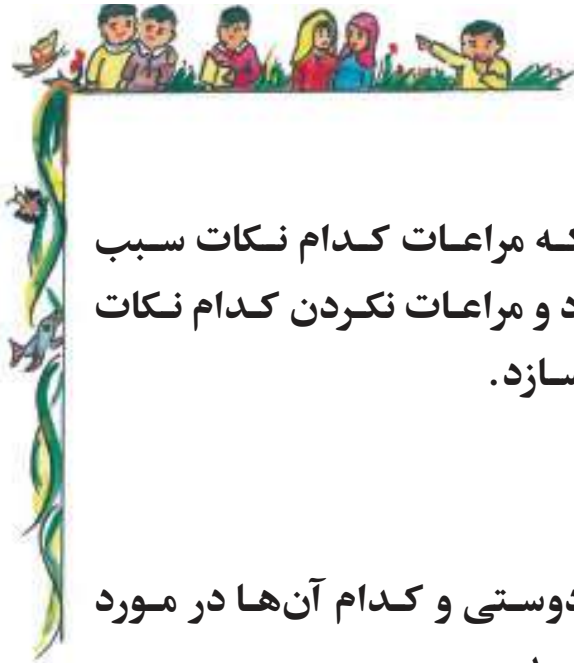 که مراعات کدام نکات سبب
د و مراعات نکردن کدام نکات
سازد.
دوستی و کدام آن‌ها در مورد